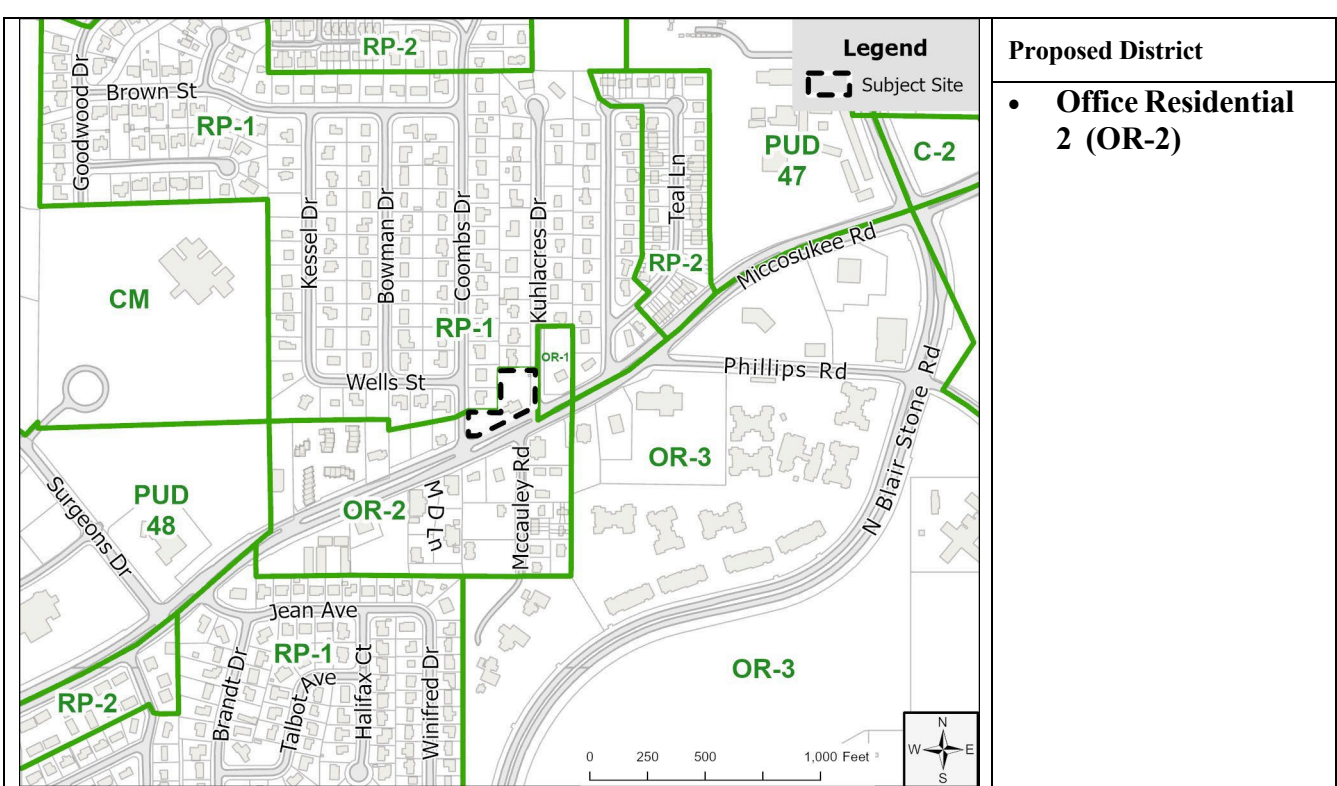 Legend
Subject Site
Proposed District
• Office Residential
2 (OR-2)
RP-2
Goodwood Dr
Brown St
RP-1
PUD
47
C-2
Teal Ln
Kessel Dr
Bowman Dr
Coombs Dr
Kuhlacres Dr
Miccosukee Rd
RP-2
CM
RP-1
OR-1
Wells St
Phillips Rd
N Blair Stone Rd
OR-3
Mccauley Rd
M D Ln
OR-2
PUD
48
Surgeons Dr
Jean Ave
RP-1
Brandt Dr
Talbot Ave
Halifax Ct
Winifred Dr
RP-2
OR-3
0 250 500 1,000 Feet
N
W E
S